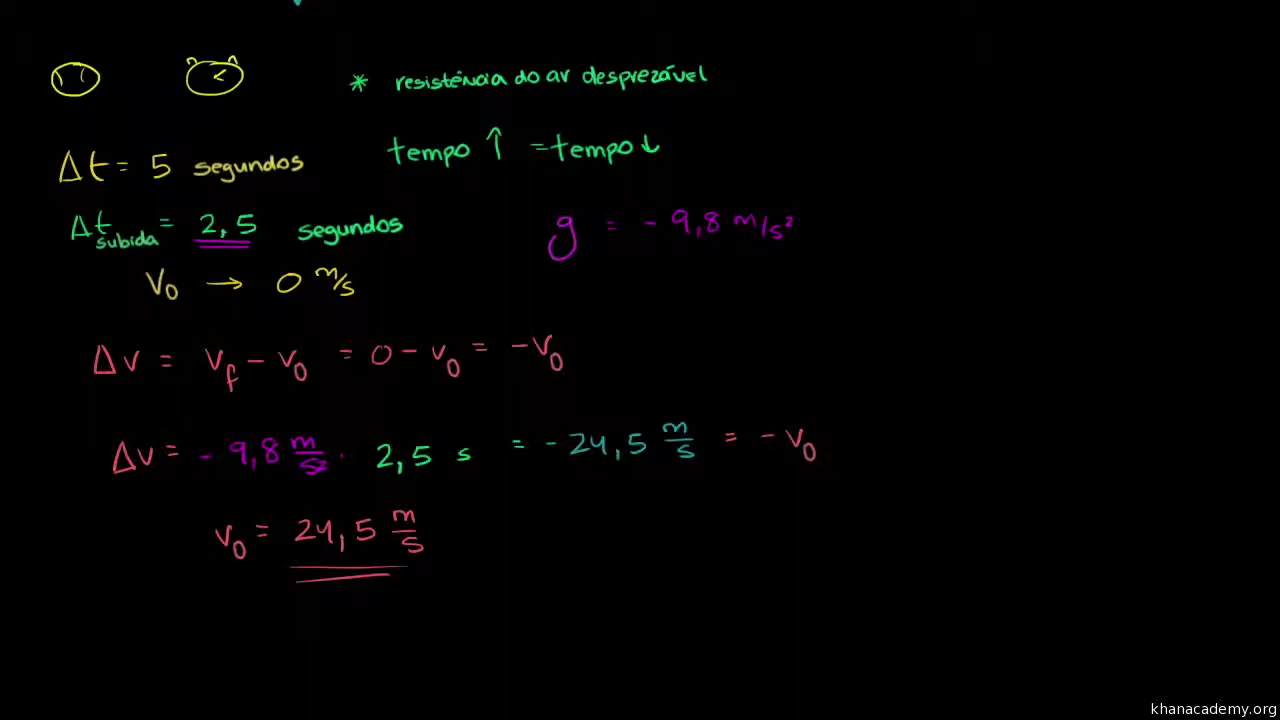 * resistência do ar desprezável
tempo ↑ = tempo ↓
Δt = 5 segundos
Δt subida = 2,5 segundos
g = - 9,8 m/s²
v₀ → 0 m/s
Δv = v_f - v₀ = 0 - v₀ = - v₀
Δv = - 9,8 m/s² · 2,5 s = - 24,5 m/s = - v₀
v₀ = 24,5 m/s
khanacademy.org